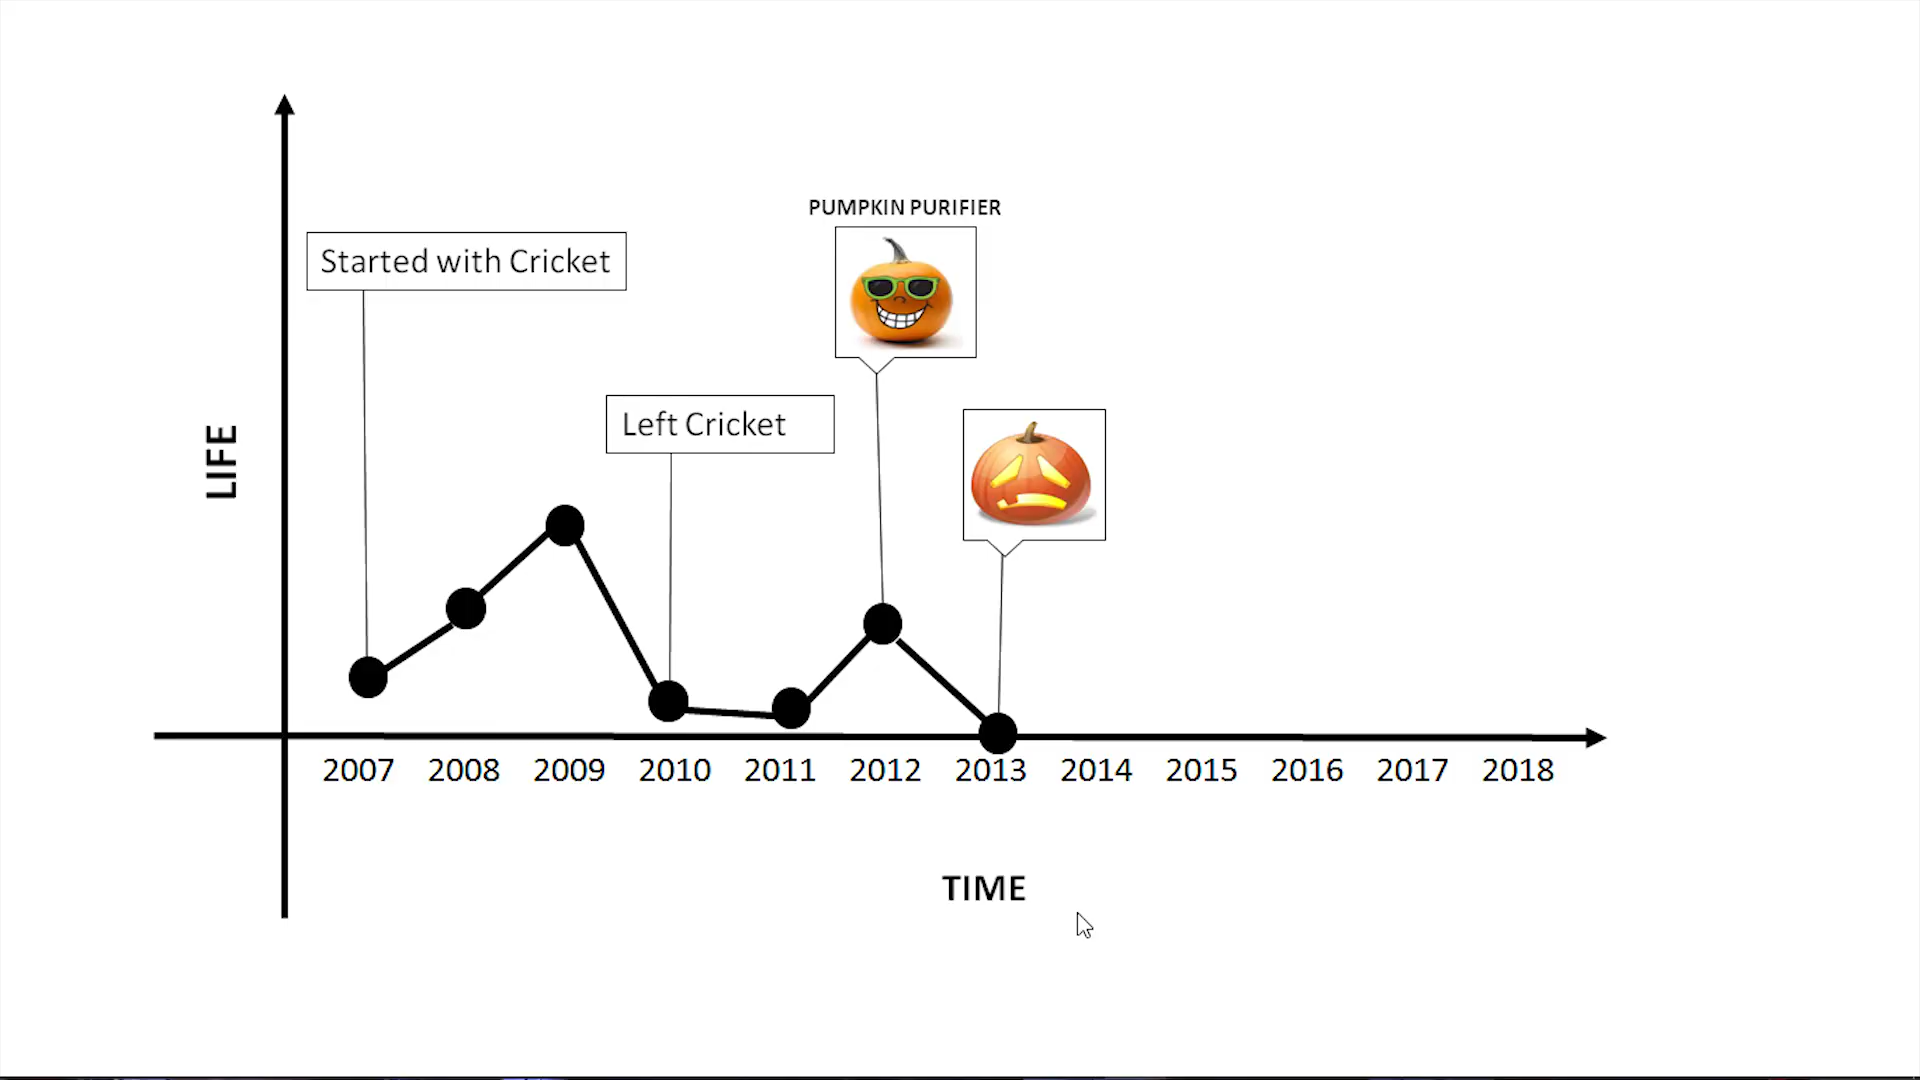 PUMPKIN PURIFIER
Started with Cricket
Left Cricket
LIFE
2007 2008 2009 2010 2011 2012 2013 2014 2015 2016 2017 2018
TIME